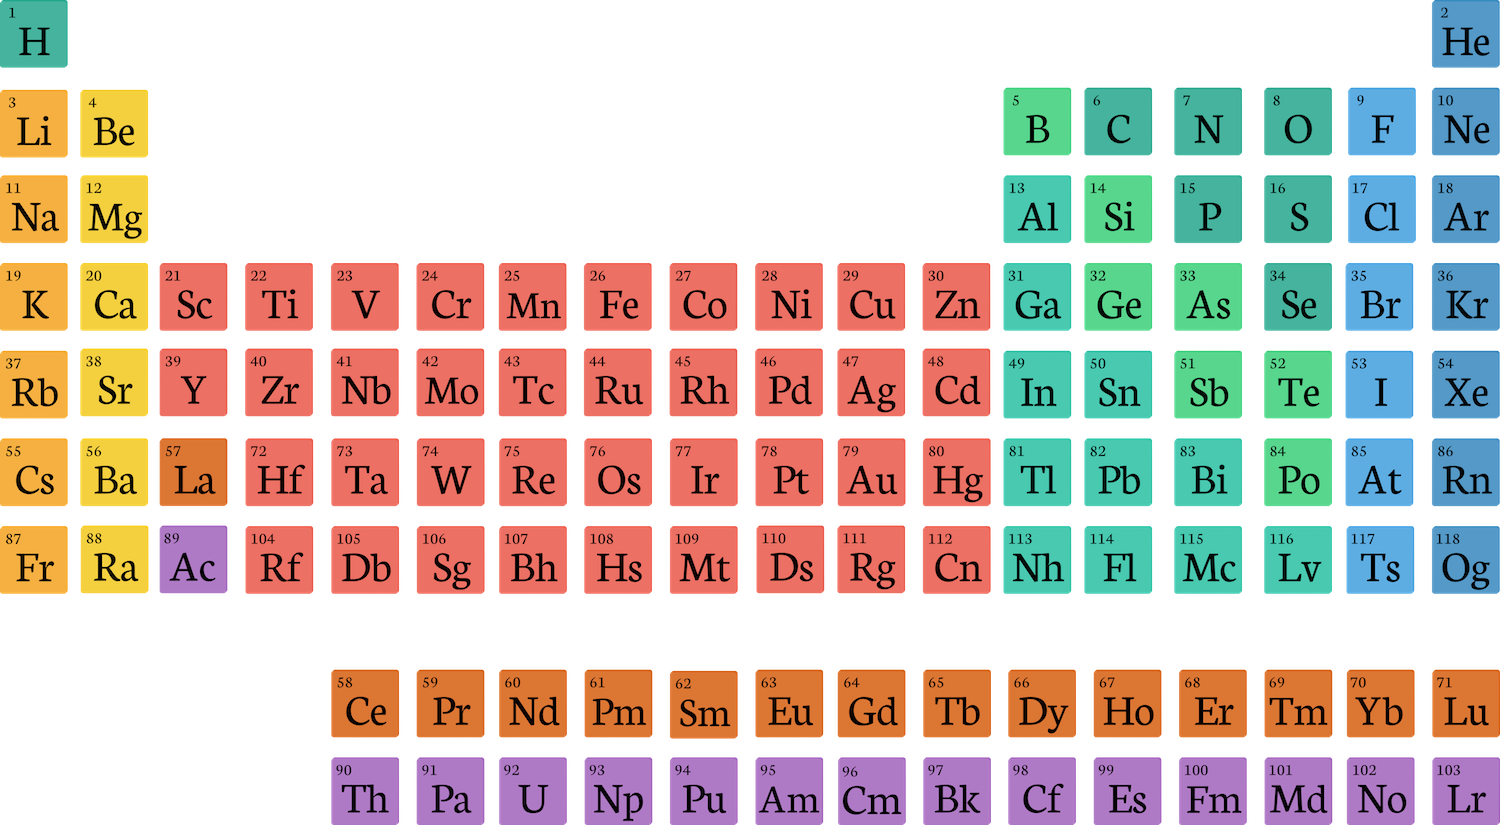 1 2
H He
3 4 5 6 7 8 9 10
Li Be B C N O F Ne
11 12 13 14 15 16 17 18
Na Mg Al Si P S Cl Ar
19 20 21 22 23 24 25 26 27 28 29 30 31 32 33 34 35 36
K Ca Sc Ti V Cr Mn Fe Co Ni Cu Zn Ga Ge As Se Br Kr
37 38 39 40 41 42 43 44 45 46 47 48 49 50 51 52 53 54
Rb Sr Y Zr Nb Mo Tc Ru Rh Pd Ag Cd In Sn Sb Te I Xe
55 56 57 72 73 74 75 76 77 78 79 80 81 82 83 84 85 86
Cs Ba La Hf Ta W Re Os Ir Pt Au Hg Tl Pb Bi Po At Rn
87 88 89 104 105 106 107 108 109 110 111 112 113 114 115 116 117 118
Fr Ra Ac Rf Db Sg Bh Hs Mt Ds Rg Cn Nh Fl Mc Lv Ts Og
58 59 60 61 62 63 64 65 66 67 68 69 70 71
Ce Pr Nd Pm Sm Eu Gd Tb Dy Ho Er Tm Yb Lu
90 91 92 93 94 95 96 97 98 99 100 101 102 103
Th Pa U Np Pu Am Cm Bk Cf Es Fm Md No Lr